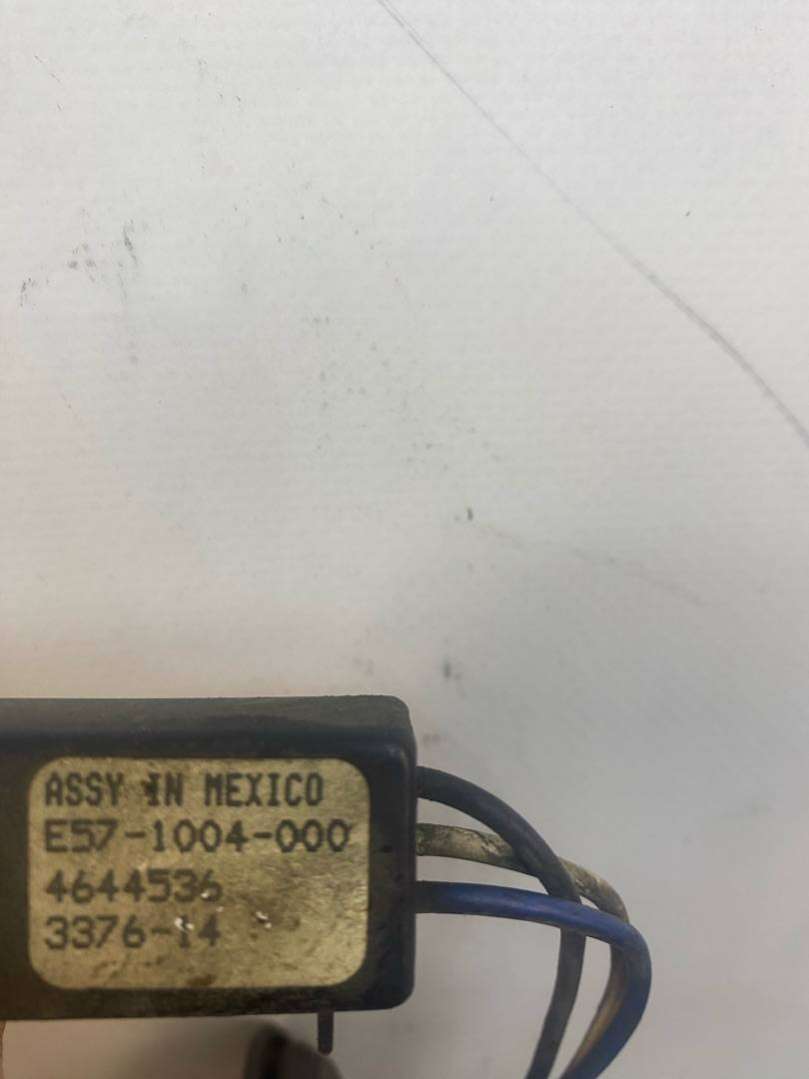 ASSY IN MEXICO
E57-1004-000
4644536
3376-14